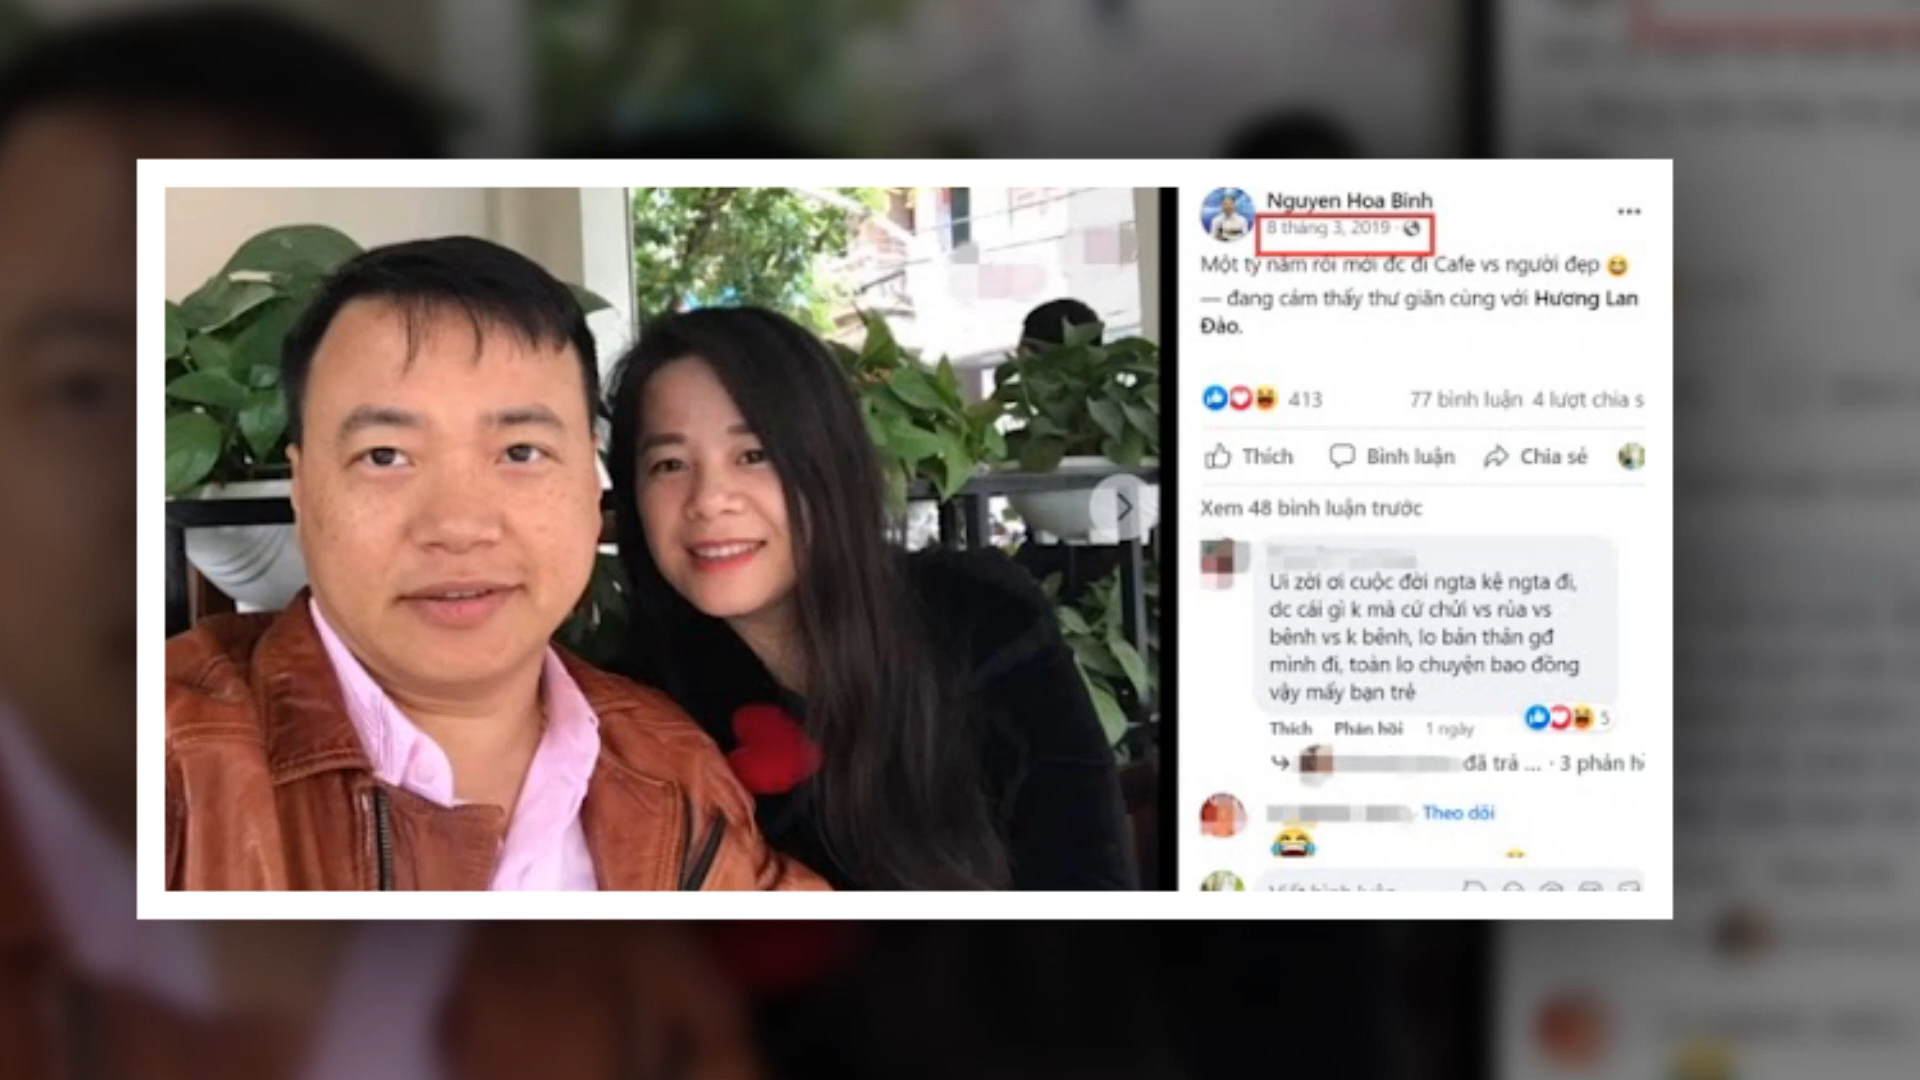 Nguyen Hoa Bình
8 tháng 3, 2019 ·
Một tỷ năm rồi mới đc đi Cafe vs người đẹp 😆
— đang cảm thấy thư giãn cùng với Hương Lan
Đào.
413
77 bình luận 4 lượt chia s
Thích Bình luận Chia sẻ
Xem 48 bình luận trước
Ui zời ơi cuộc đời ngta kệ ngta đi,
dc cái gì k mà cứ chửi vs rủa vs
bênh vs k bênh, lo bản thân gđ
mình đi, toàn lo chuyện bao đồng
vậy mấy bạn trẻ
5
Thích Phản hồi 1 ngày
đã trả ... · 3 phản hồ
Theo dõi
😂